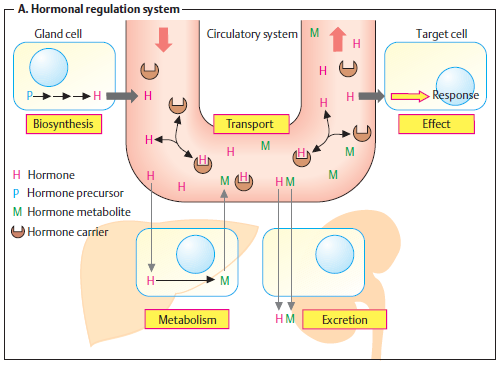 A. Hormonal regulation system
Gland cell
Circulatory system
Target cell
M
H
H
H
P
H
H
H
H
Response
Biosynthesis
Transport
Effect
H
H
M
H
H
M
H Hormone
P Hormone precursor
M Hormone metabolite
Hormone carrier
H
H
M
H
H M
M
H
M
Metabolism
H M
Excretion